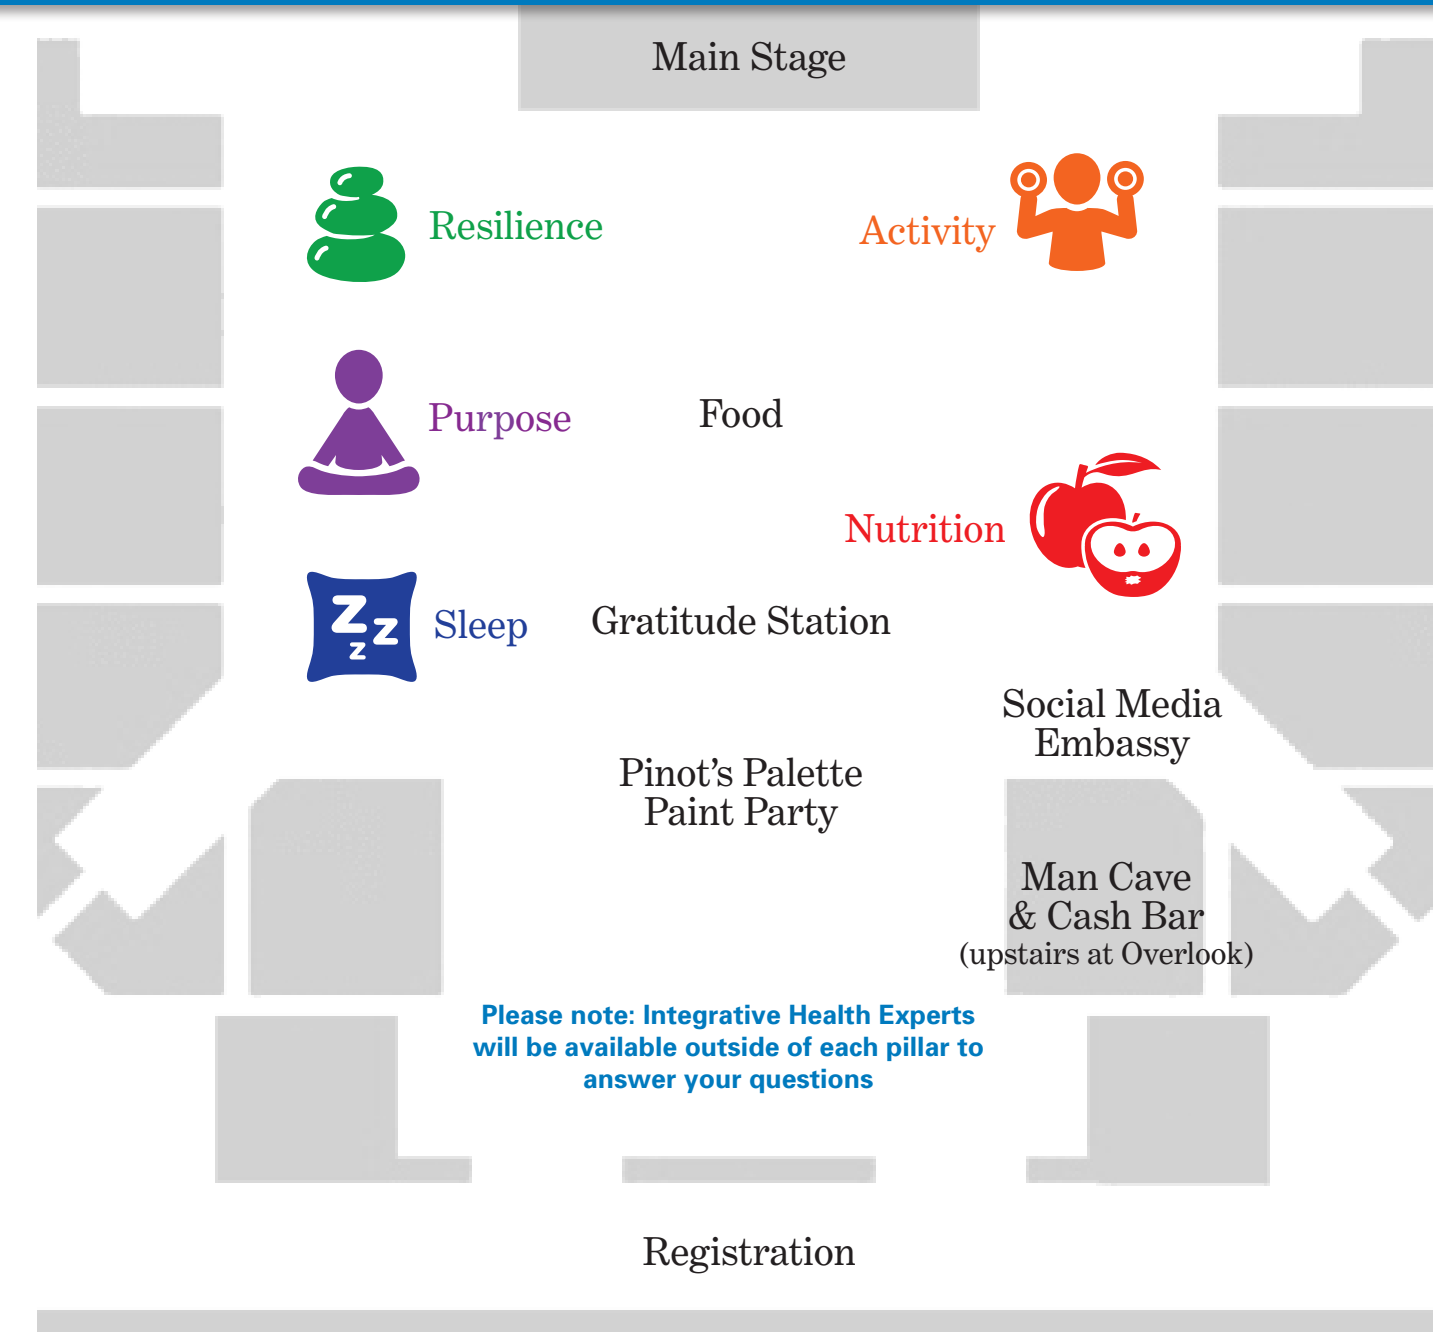 Main Stage
Resilience
Activity
Purpose
Food
Nutrition
Z
Z
Z
Sleep
Gratitude Station
Social Media
Embassy
Pinot’s Palette
Paint Party
Man Cave
& Cash Bar
(upstairs at Overlook)
Please note: Integrative Health Experts
will be available outside of each pillar to
answer your questions
Registration